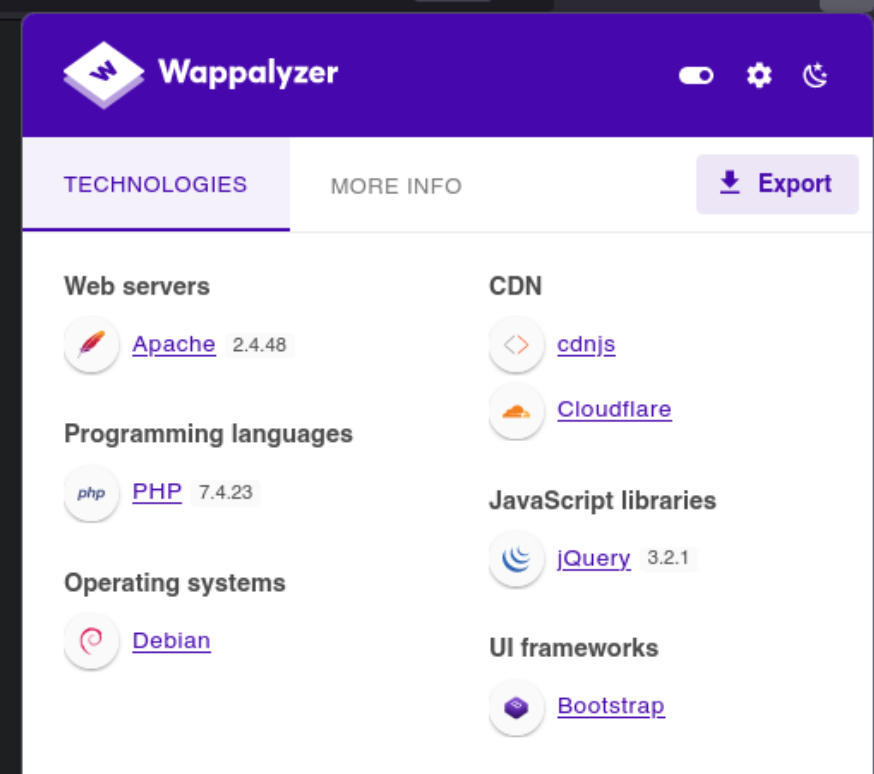 Wappalyzer
TECHNOLOGIES
MORE INFO
Export
Web servers
Apache 2.4.48
Programming languages
php PHP 7.4.23
Operating systems
Debian
CDN
cdnjs
Cloudflare
JavaScript libraries
jQuery 3.2.1
UI frameworks
Bootstrap